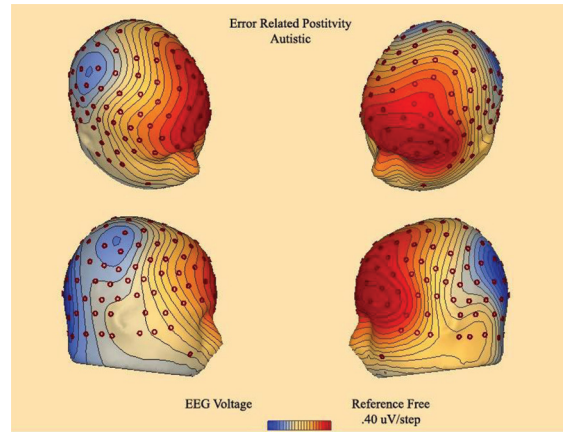 Error Related Postitvity
Autistic
EEG Voltage
Reference Free
.40 uV/step